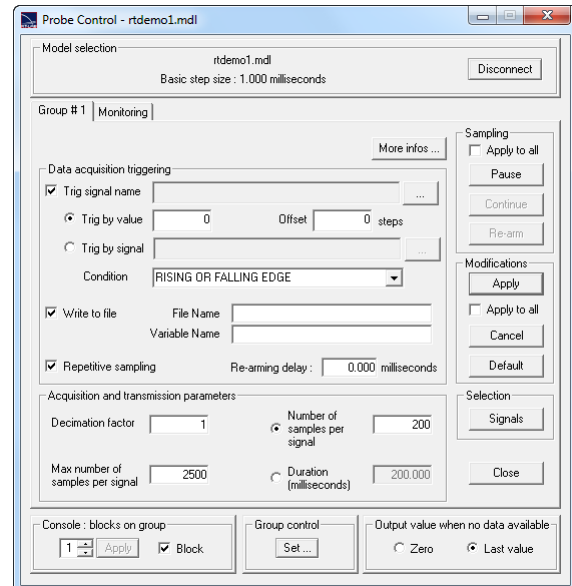 Probe Control - rtdemo1.mdl
Model selection
rtdemo1.mdl
Basic step size : 1.000 milliseconds
Disconnect
Group # 1
Monitoring
More infos ...
Data acquisition triggering
Trig signal name
...
Trig by value
0
Offset
0
steps
Trig by signal
...
Condition
RISING OR FALLING EDGE
Write to file
File Name
Variable Name
Repetitive sampling
Re-arming delay :
0.000
milliseconds
Acquisition and transmission parameters
Decimation factor
1
Number of
samples per
signal
200
Max number of
samples per signal
2500
Duration
(milliseconds)
200.000
Sampling
Apply to all
Pause
Continue
Re-arm
Modifications
Apply
Apply to all
Cancel
Default
Selection
Signals
Close
Console : blocks on group
1
Apply
Block
Group control
Set ...
Output value when no data available
Zero
Last value